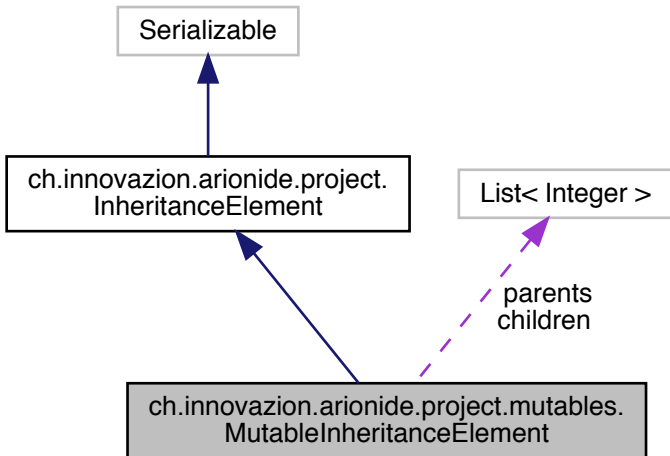 Serializable
ch.innovazion.arionide.project.
InheritanceElement
List< Integer >
parents
children
ch.innovazion.arionide.project.mutables.
MutableInheritanceElement